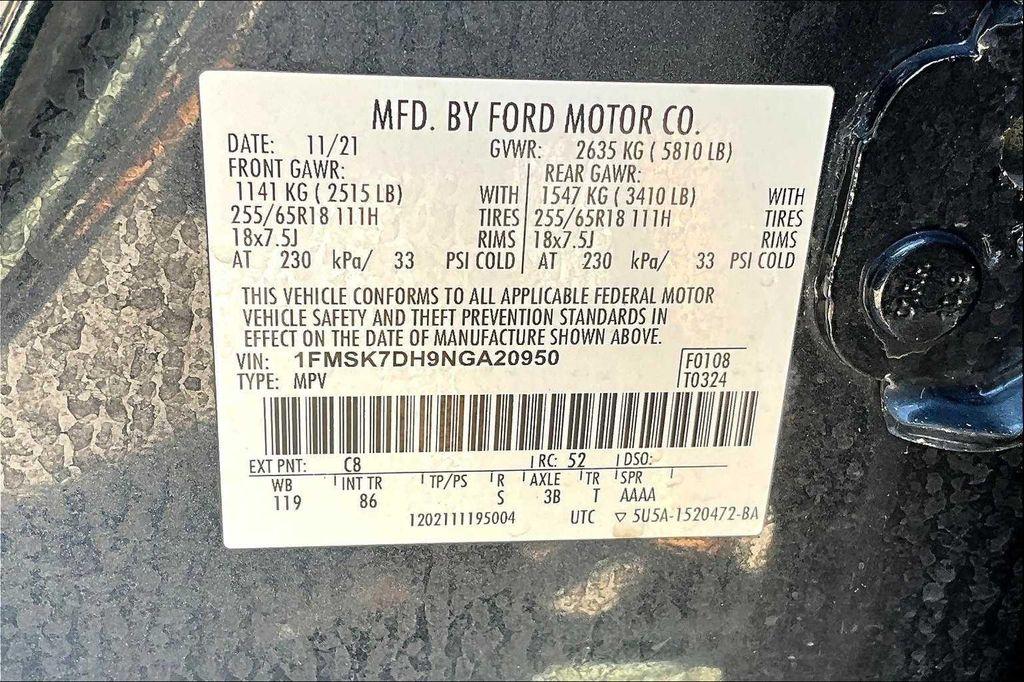 MFD. BY FORD MOTOR CO.
DATE: 11/21 GVWR: 2635 KG ( 5810 LB)
FRONT GAWR: REAR GAWR:
1141 KG ( 2515 LB) WITH 1547 KG ( 3410 LB) WITH
255/65R18 111H TIRES 255/65R18 111H TIRES
18x7.5J RIMS 18x7.5J RIMS
AT 230 kPa/ 33 PSI COLD AT 230 kPa/ 33 PSI COLD
THIS VEHICLE CONFORMS TO ALL APPLICABLE FEDERAL MOTOR
VEHICLE SAFETY AND THEFT PREVENTION STANDARDS IN
EFFECT ON THE DATE OF MANUFACTURE SHOWN ABOVE.
VIN: 1FMSK7DH9NGA20950 F0108
TYPE: MPV T0324
EXT PNT: C8 RC: 52 DSO:
WB INT TR TP/PS R AXLE TR SPR
119 86 S 3B T AAAA
1202111195004 UTC ▽ 5U5A-1520472-BA